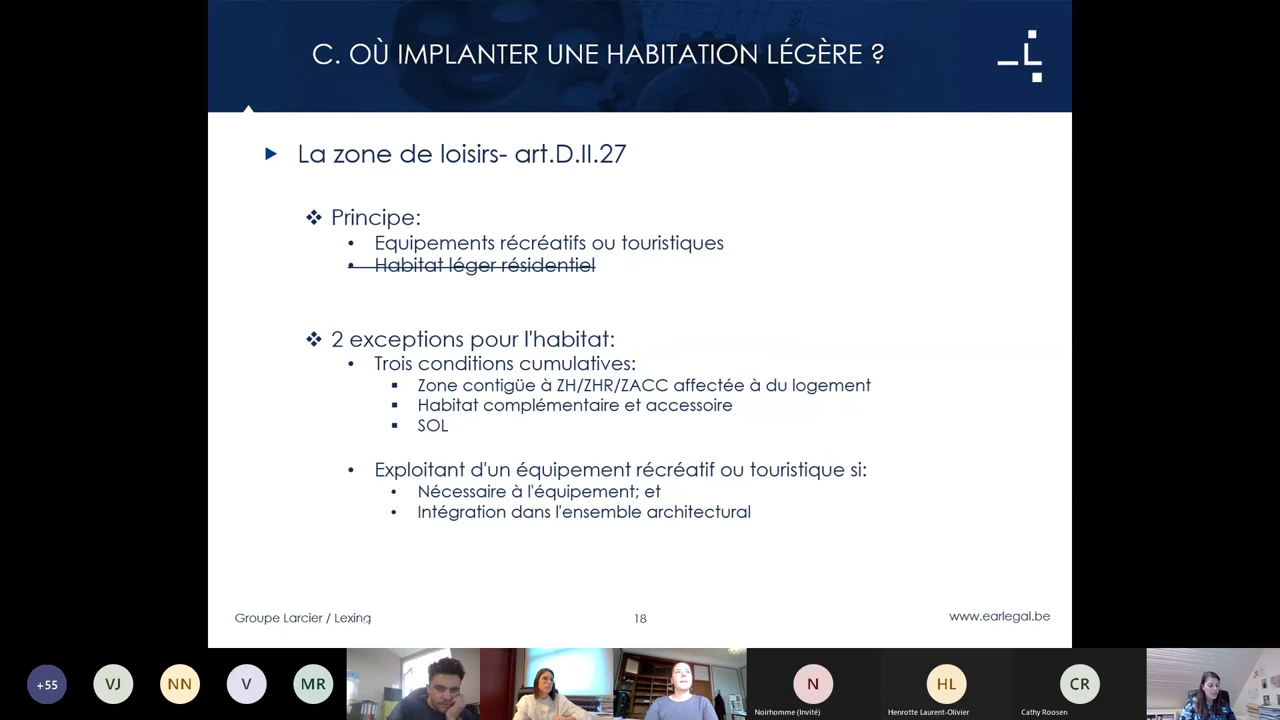 C. OÙ IMPLANTER UNE HABITATION LÉGÈRE ?
La zone de loisirs- art.D.II.27
Principe:
Equipements récréatifs ou touristiques
Habitat léger résidentiel
2 exceptions pour l'habitat:
Trois conditions cumulatives:
Zone contigüe à ZH/ZHR/ZACC affectée à du logement
Habitat complémentaire et accessoire
SOL
Exploitant d'un équipement récréatif ou touristique si:
Nécessaire à l'équipement; et
Intégration dans l'ensemble architectural
Groupe Larcier / Lexing
18
www.earlegal.be
+55
VJ
NN
V
MR
N
HL
CR
Noirhomme (Invité)
Henrotte Laurent-Olivier
Cathy Roosen